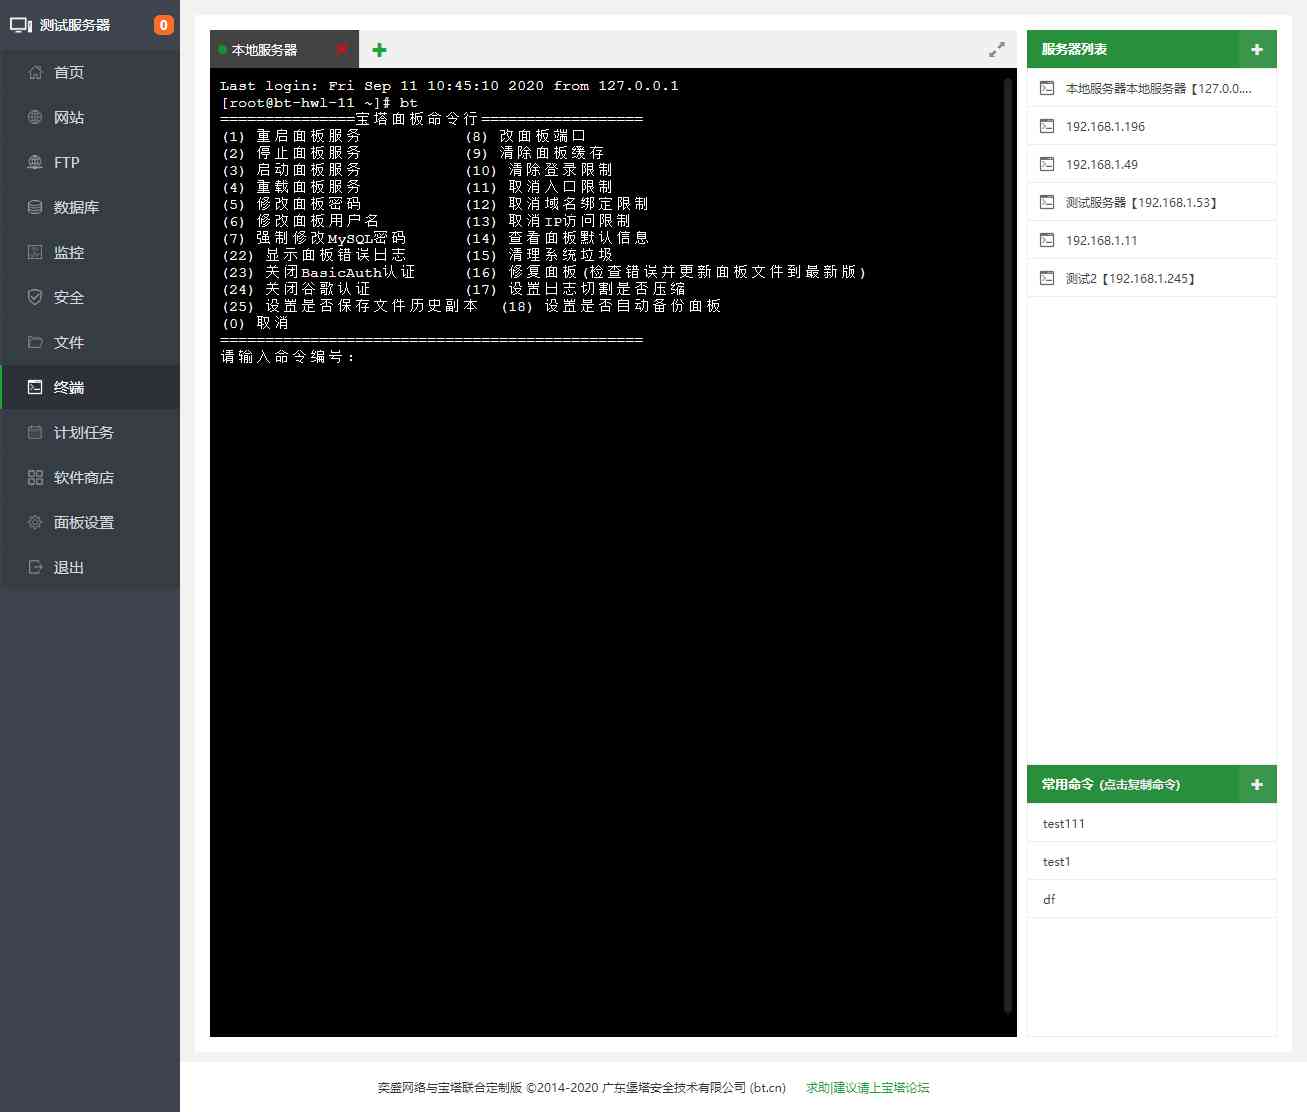 测试服务器 0
首页
网站
FTP
数据库
监控
安全
文件
终端
计划任务
软件商店
面板设置
退出
本地服务器
Last login: Fri Sep 11 10:45:10 2020 from 127.0.0.1
[root@bt-hwl-11 ~]# bt
===============宝塔面板命令行==================
(1) 重启面板服务 (8) 改面板端口
(2) 停止面板服务 (9) 清除面板缓存
(3) 启动面板服务 (10) 清除登录限制
(4) 重载面板服务 (11) 取消入口限制
(5) 修改面板密码 (12) 取消域名绑定限制
(6) 修改面板用户名 (13) 取消IP访问限制
(7) 强制修改MySQL密码 (14) 查看面板默认信息
(22) 显示面板错误日志 (15) 清理系统垃圾
(23) 关闭BasicAuth认证 (16) 修复面板(检查错误并更新面板文件到最新版)
(24) 关闭谷歌认证 (17) 设置日志切割是否压缩
(25) 设置是否保存文件历史副本 (18) 设置是否自动备份面板
(0) 取消
===============================================
请输入命令编号：
服务器列表
本地服务器本地服务器【127.0.0....
192.168.1.196
192.168.1.49
测试服务器【192.168.1.53】
192.168.1.11
测试2【192.168.1.245】
常用命令 (点击复制命令)
test111
test1
df
奕盛网络与宝塔联合定制版 ©2014-2020 广东堡塔安全技术有限公司 (bt.cn) 求助|建议请上宝塔论坛